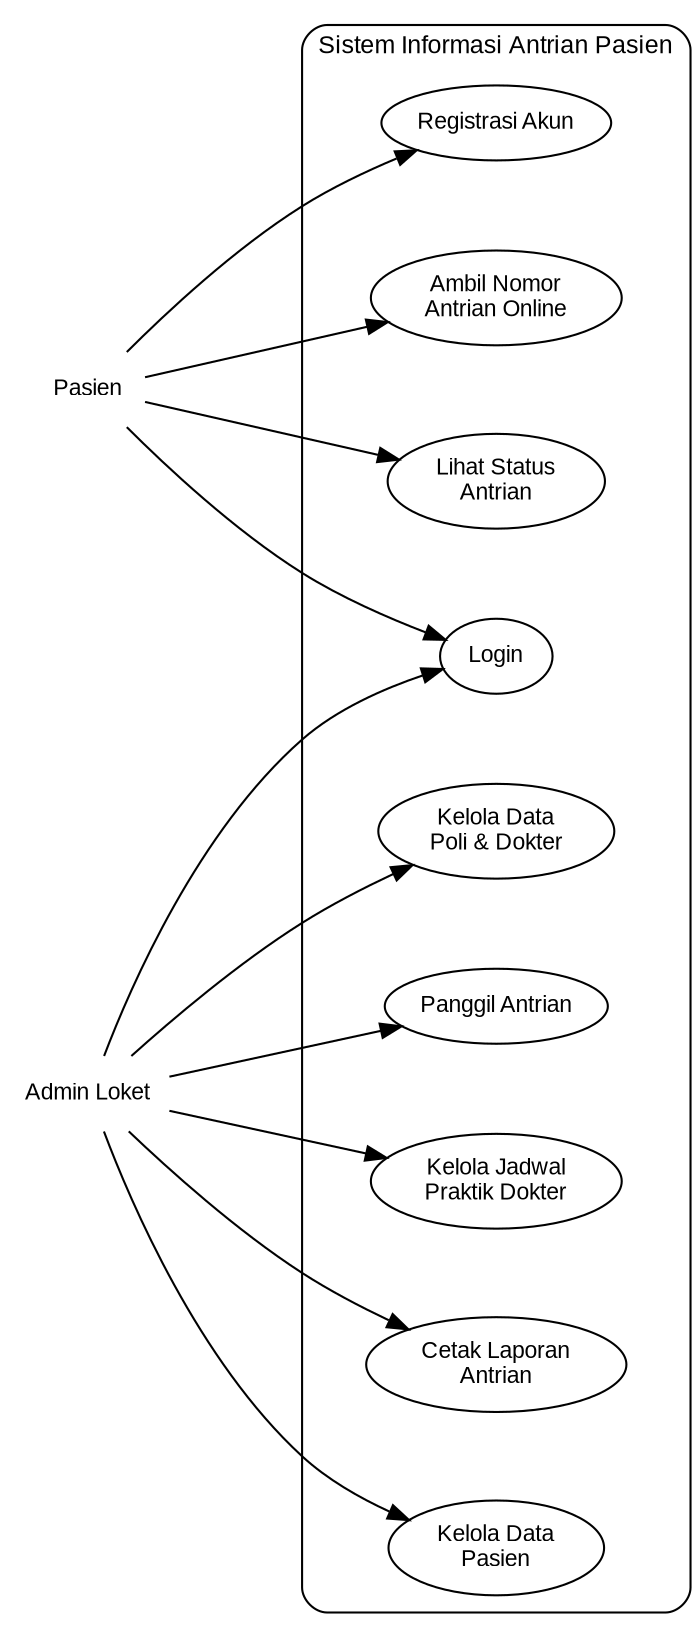 Sistem Informasi Antrian Pasien
Registrasi Akun
Ambil Nomor
Antrian Online
Pasien
Lihat Status
Antrian
Login
Kelola Data
Poli & Dokter
Panggil Antrian
Admin Loket
Kelola Jadwal
Praktik Dokter
Cetak Laporan
Antrian
Kelola Data
Pasien